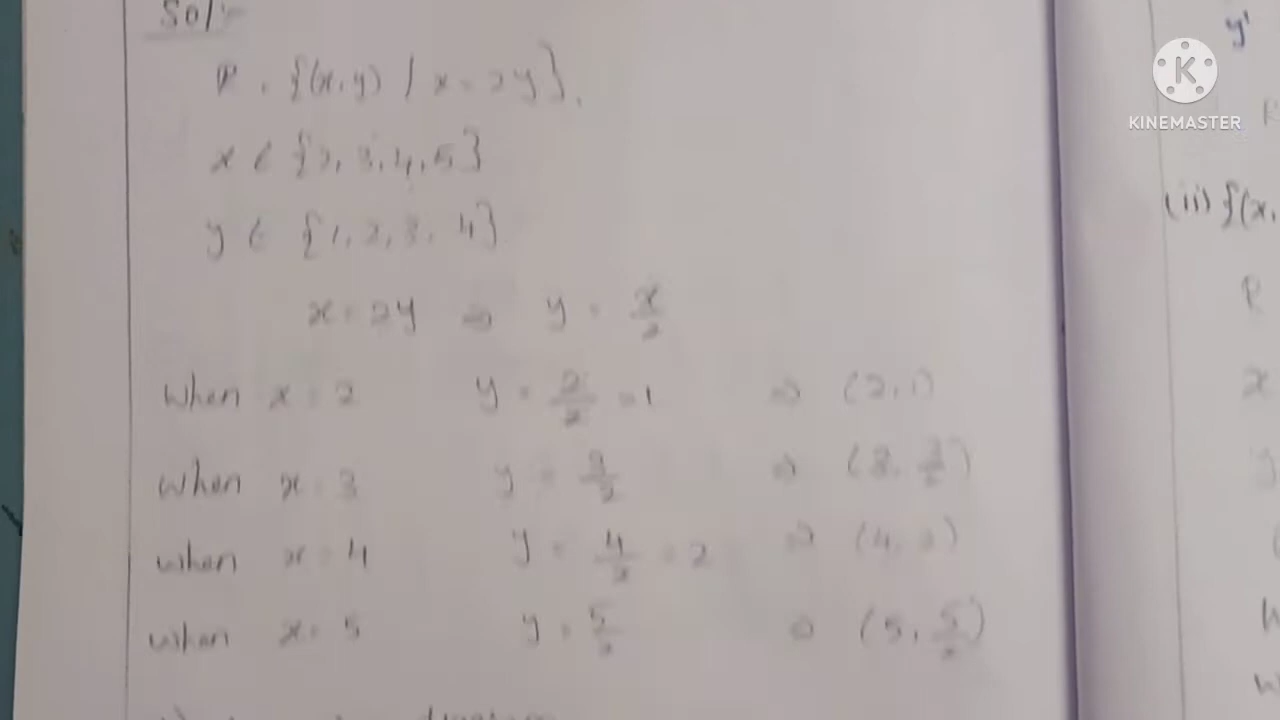 Sol:-
R = {(x, y) / x = 2y},
x ∈ {2, 3, 4, 5}
y ∈ {1, 2, 3, 4}
x = 2y ⇒ y = x/2
when x = 2 y = 2/2 = 1 ⇒ (2, 1)
when x = 3 y = 3/2 ⇒ (3, 3/2)
when x = 4 y = 4/2 = 2 ⇒ (4, 2)
when x = 5 y = 5/2 ⇒ (5, 5/2)
y'
KINEMASTER
(ii) {(x,
R
x
y